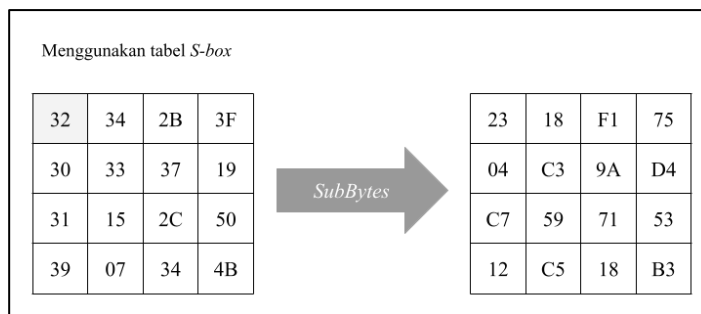 Menggunakan tabel S-box
32 34 2B 3F
30 33 37 19
31 15 2C 50
39 07 34 4B
SubBytes
23 18 F1 75
04 C3 9A D4
C7 59 71 53
12 C5 18 B3